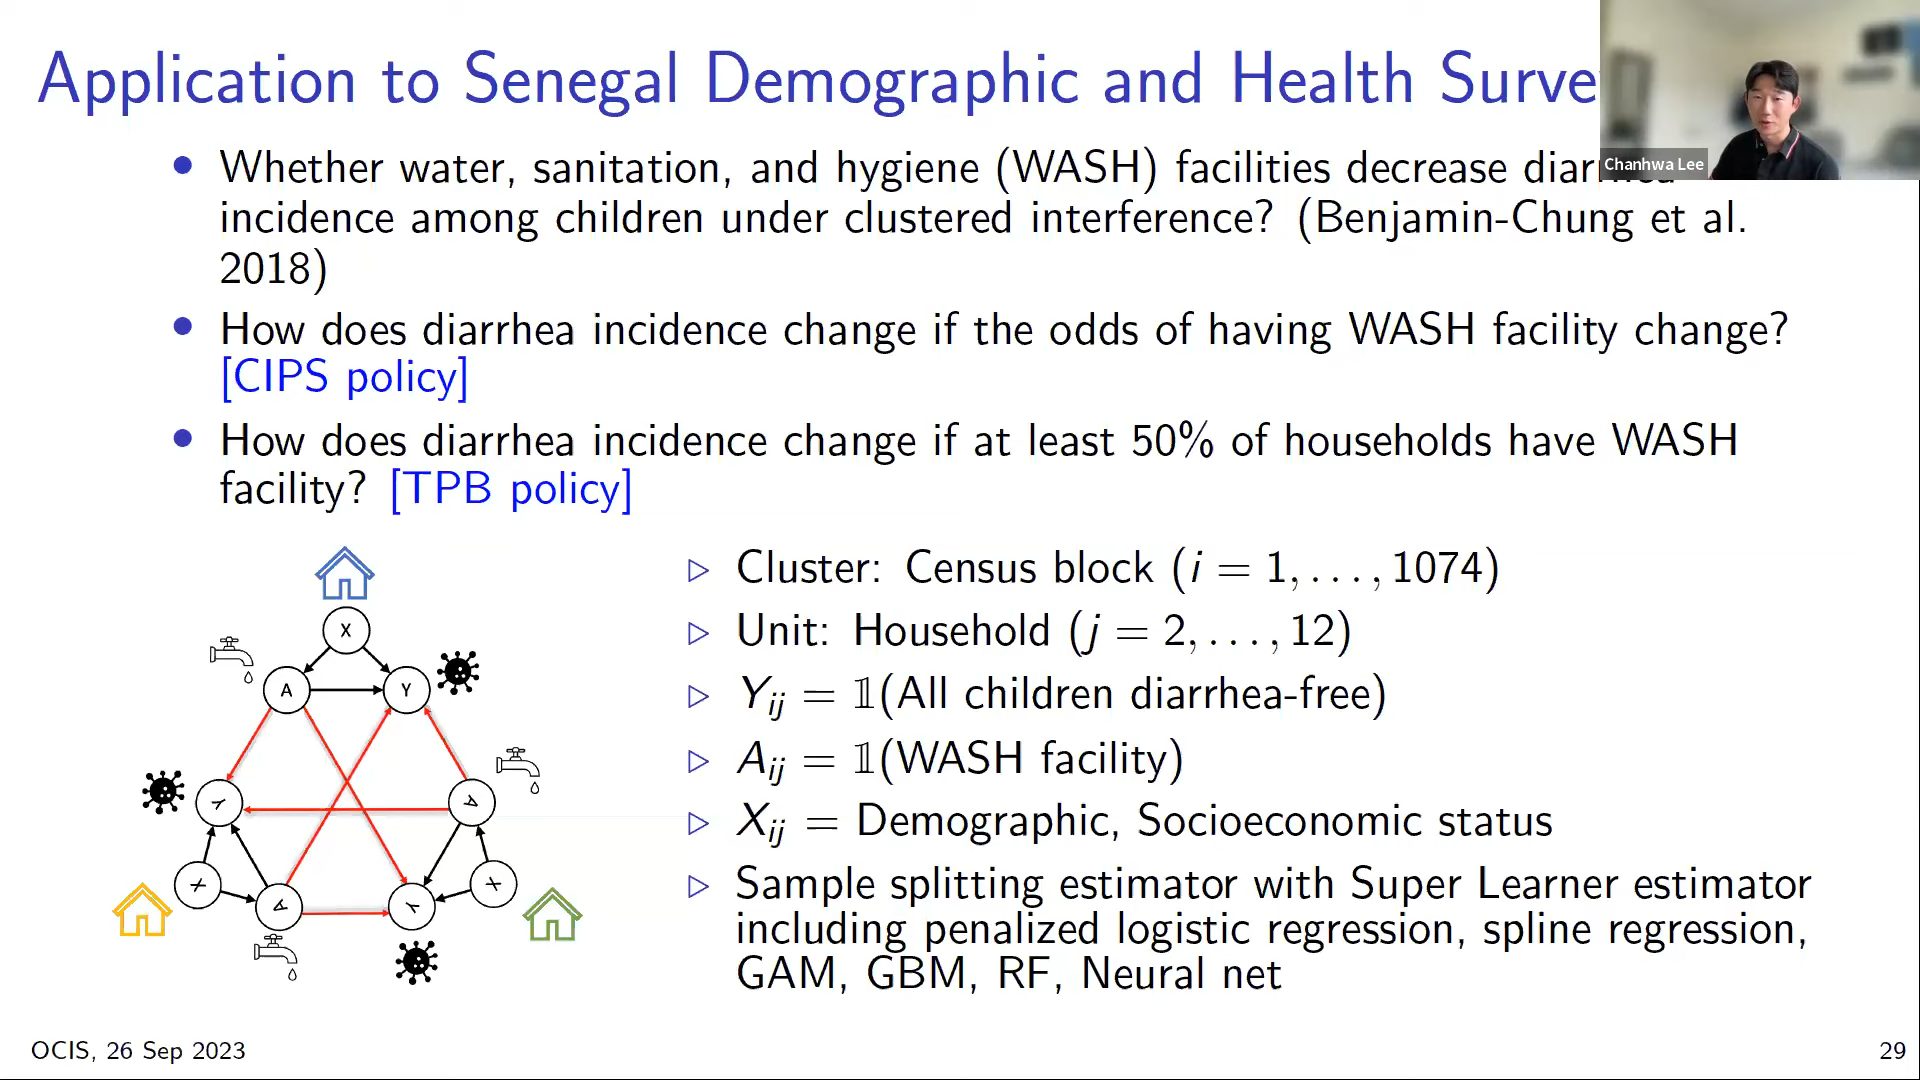 Application to Senegal Demographic and Health Surve
Chanhwa Lee
• Whether water, sanitation, and hygiene (WASH) facilities decrease diarrhea
incidence among children under clustered interference? (Benjamin-Chung et al.
2018)
• How does diarrhea incidence change if the odds of having WASH facility change?
[CIPS policy]
• How does diarrhea incidence change if at least 50% of households have WASH
facility? [TPB policy]
X
A Y
Y A
X X
A Y
▷ Cluster: Census block (i = 1, . . . , 1074)
▷ Unit: Household (j = 2, . . . , 12)
▷ Yij = 𝟙(All children diarrhea-free)
▷ Aij = 𝟙(WASH facility)
▷ Xij = Demographic, Socioeconomic status
▷ Sample splitting estimator with Super Learner estimator
including penalized logistic regression, spline regression,
GAM, GBM, RF, Neural net
OCIS, 26 Sep 2023
29